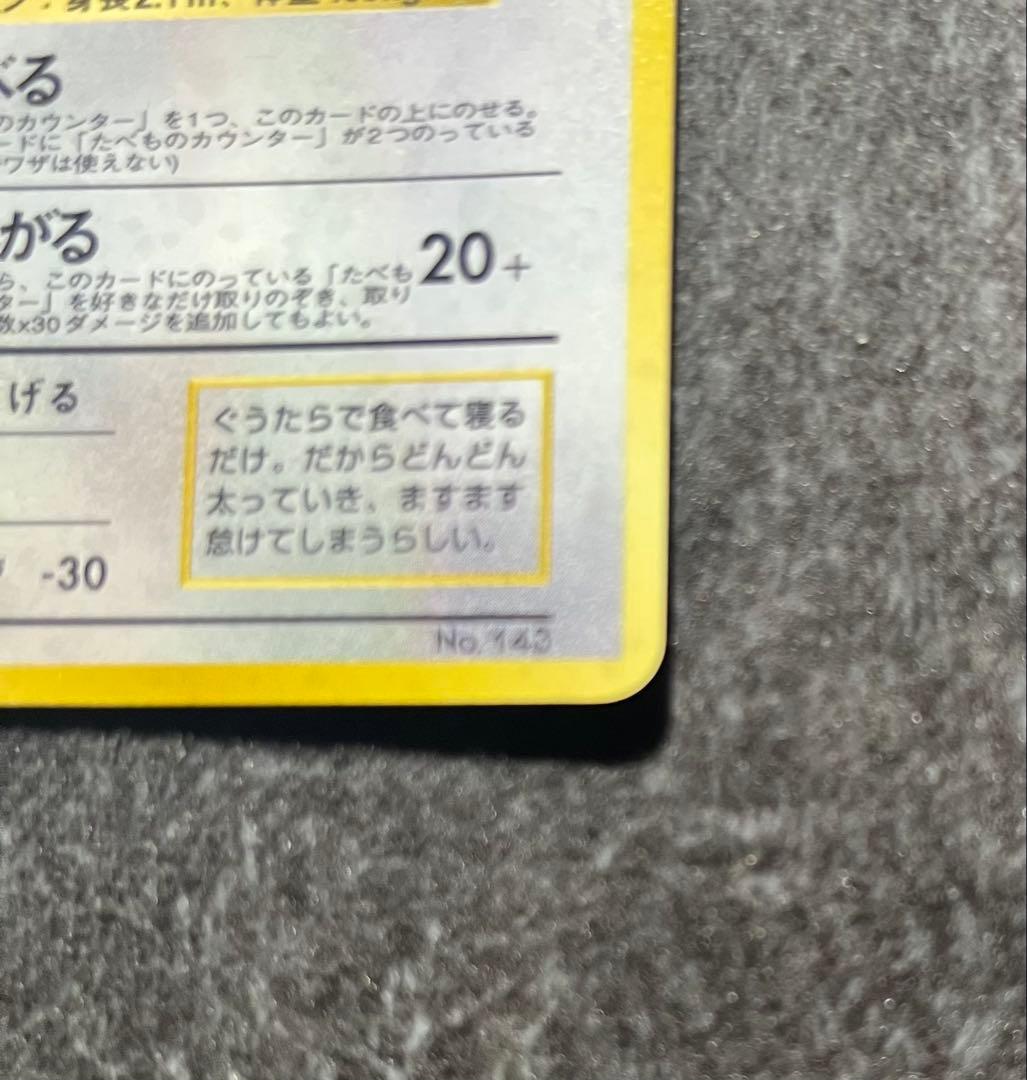 身長2.1m、体重
べる
のカウンター」を1つ、このカードの上にのせる。
ードに「たべものカウンター」が2つのっている
ワザは使えない)
がる
20+
ら、このカードにのっている「たべも
ター」を好きなだけ取りのぞき、取り
数x30ダメージを追加してもよい。
げる
ぐうたらで食べて寝る
だけ。だからどんどん
太っていき、ますます
怠けてしまうらしい。
-30
No.143